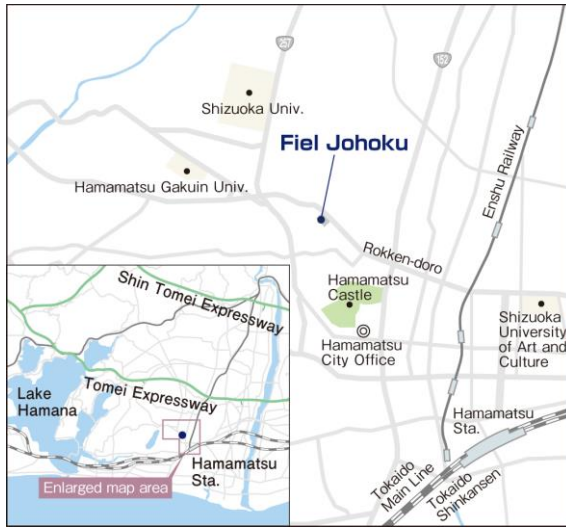 257
152
Shizuoka Univ.
Fiel Johoku
Hamamatsu Gakuin Univ.
Enshu Railway
Rokken-doro
Hamamatsu
Castle
Hamamatsu
City Office
Shizuoka
University
of Art and
Culture
Hamamatsu
Sta.
Tokaido
Main Line
Tokaido
Shinkansen
Shin Tomei Expressway
Tomei Expressway
Lake
Hamana
Hamamatsu
Sta.
Enlarged map area